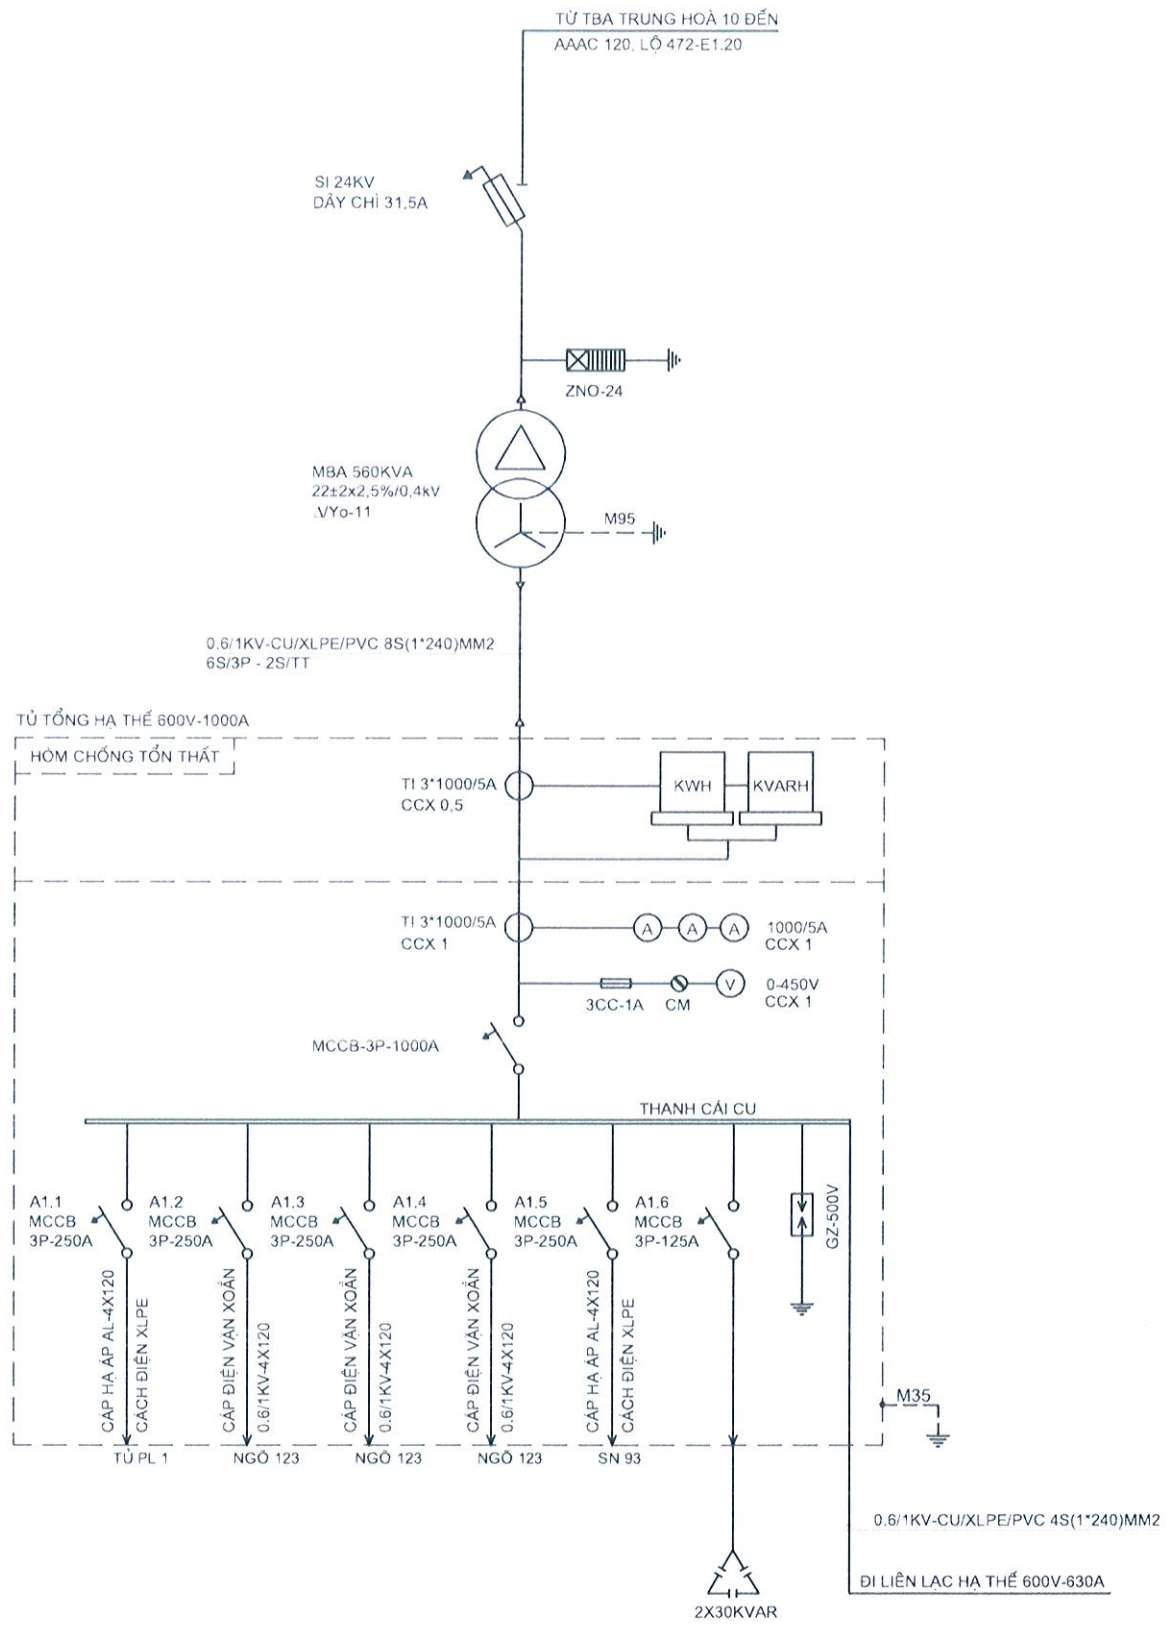 TỪ TBA TRUNG HOÀ 10 ĐẾN
AAAC 120, LỘ 472-E1.20
SI 24KV
DÂY CHÌ 31,5A
ZNO-24
MBA 560KVA
22±2x2,5%/0,4kV
Δ/Yo-11
M95
0.6/1KV-CU/XLPE/PVC 8S(1*240)MM2
6S/3P - 2S/TT
TỦ TỔNG HẠ THẾ 600V-1000A
HÒM CHỐNG TỔN THẤT
TI 3*1000/5A
CCX 0,5
KWH
KVARH
TI 3*1000/5A
CCX 1
A
A
A
1000/5A
CCX 1
3CC-1A
CM
V
0-450V
CCX 1
MCCB-3P-1000A
THANH CÁI CU
A1.1
MCCB
3P-250A
A1.2
MCCB
3P-250A
A1.3
MCCB
3P-250A
A1.4
MCCB
3P-250A
A1.5
MCCB
3P-250A
A1.6
MCCB
3P-125A
GZ-500V
CÁP HẠ ÁP AL-4X120
CÁCH ĐIỆN XLPE
CÁP ĐIỆN VẶN XOẮN
0.6/1KV-4X120
CÁP ĐIỆN VẶN XOẮN
0.6/1KV-4X120
CÁP ĐIỆN VẶN XOẮN
0.6/1KV-4X120
CÁP HẠ ÁP AL-4X120
CÁCH ĐIỆN XLPE
M35
TỦ PL 1
NGÕ 123
NGÕ 123
NGÕ 123
SN 93
0,6/1KV-CU/XLPE/PVC 4S(1*240)MM2
ĐI LIÊN LẠC HẠ THẾ 600V-630A
2X30KVAR